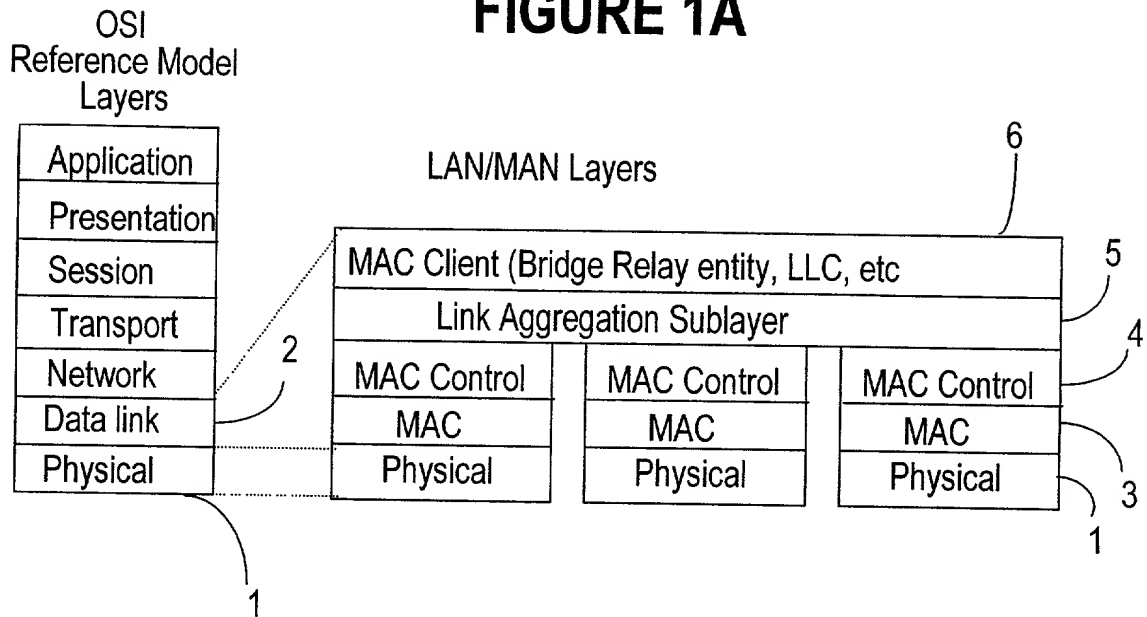 FIGURE 1A
OSI
Reference Model
Layers
Application
Presentation
Session
Transport
Network
Data link
Physical
2
1
LAN/MAN Layers
6
MAC Client (Bridge Relay entity, LLC, etc
5
Link Aggregation Sublayer
4
MAC Control MAC Control MAC Control
MAC MAC MAC
3
Physical Physical Physical
1